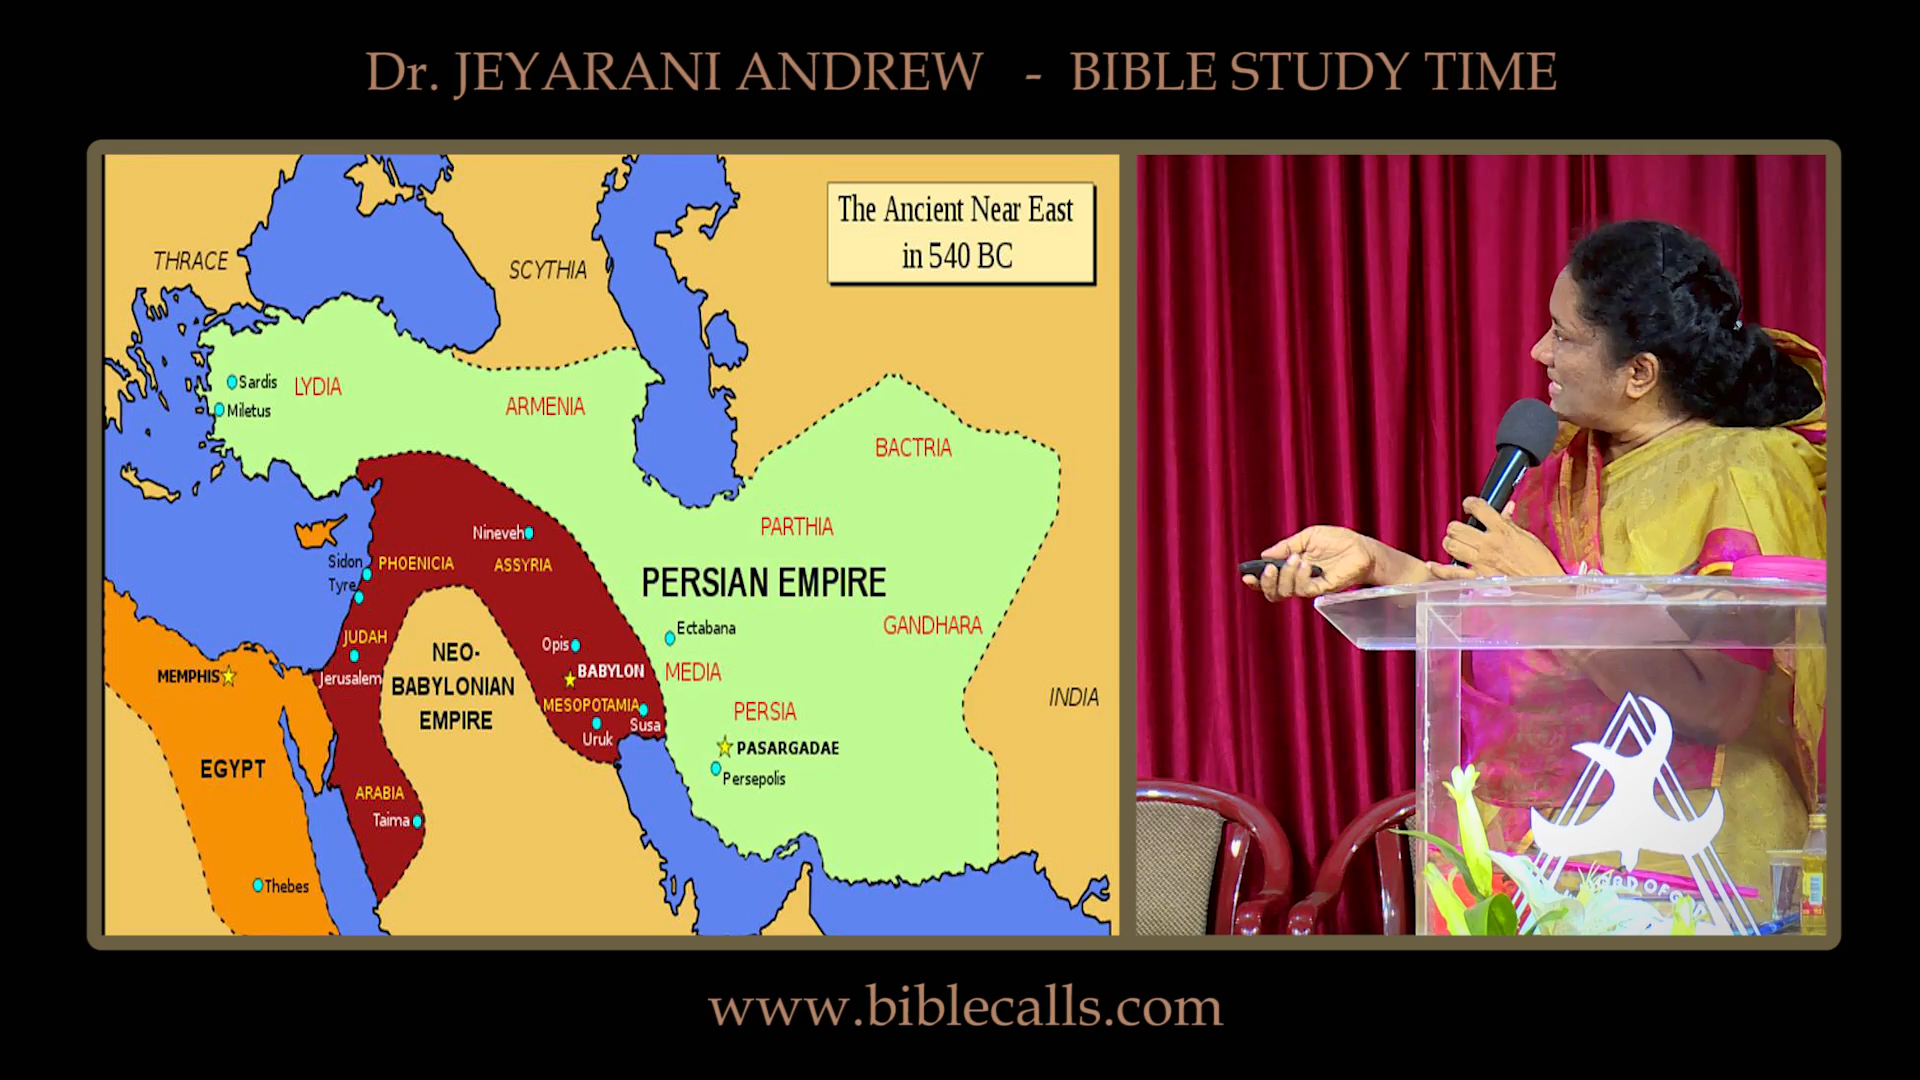 Dr. JEYARANI ANDREW - BIBLE STUDY TIME
The Ancient Near East
in 540 BC
THRACE
SCYTHIA
Sardis
LYDIA
Miletus
ARMENIA
BACTRIA
PARTHIA
Nineveh
Sidon
PHOENICIA
ASSYRIA
Tyre
PERSIAN EMPIRE
GANDHARA
Ectabana
JUDAH
Opis
NEO-
BABYLONIAN
EMPIRE
MEMPHIS
Jerusalem
BABYLON
MEDIA
INDIA
MESOPOTAMIA
PERSIA
Susa
Uruk
PASARGADAE
EGYPT
Persepolis
ARABIA
Taima
Thebes
www.biblecalls.com